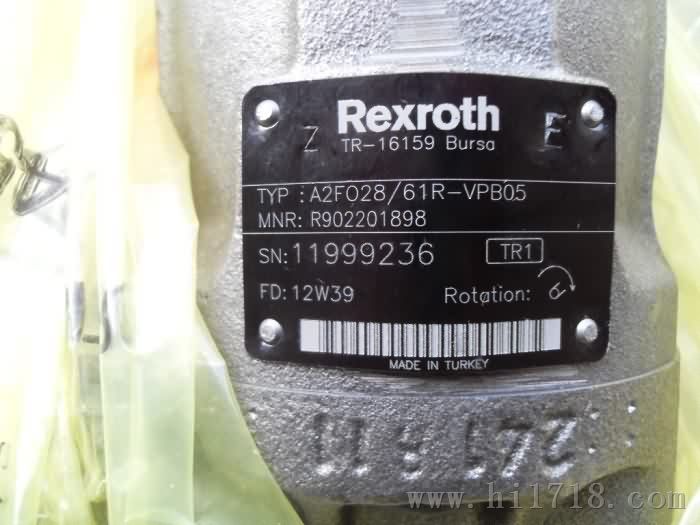 Rexroth
Z
E
TR-16159 Bursa
TYP : A2FO28/61R-VPB05
MNR: R902201898
SN: 11999236 TR1
FD: 12W39 Rotation:
MADE IN TURKEY
www.hi1718.com